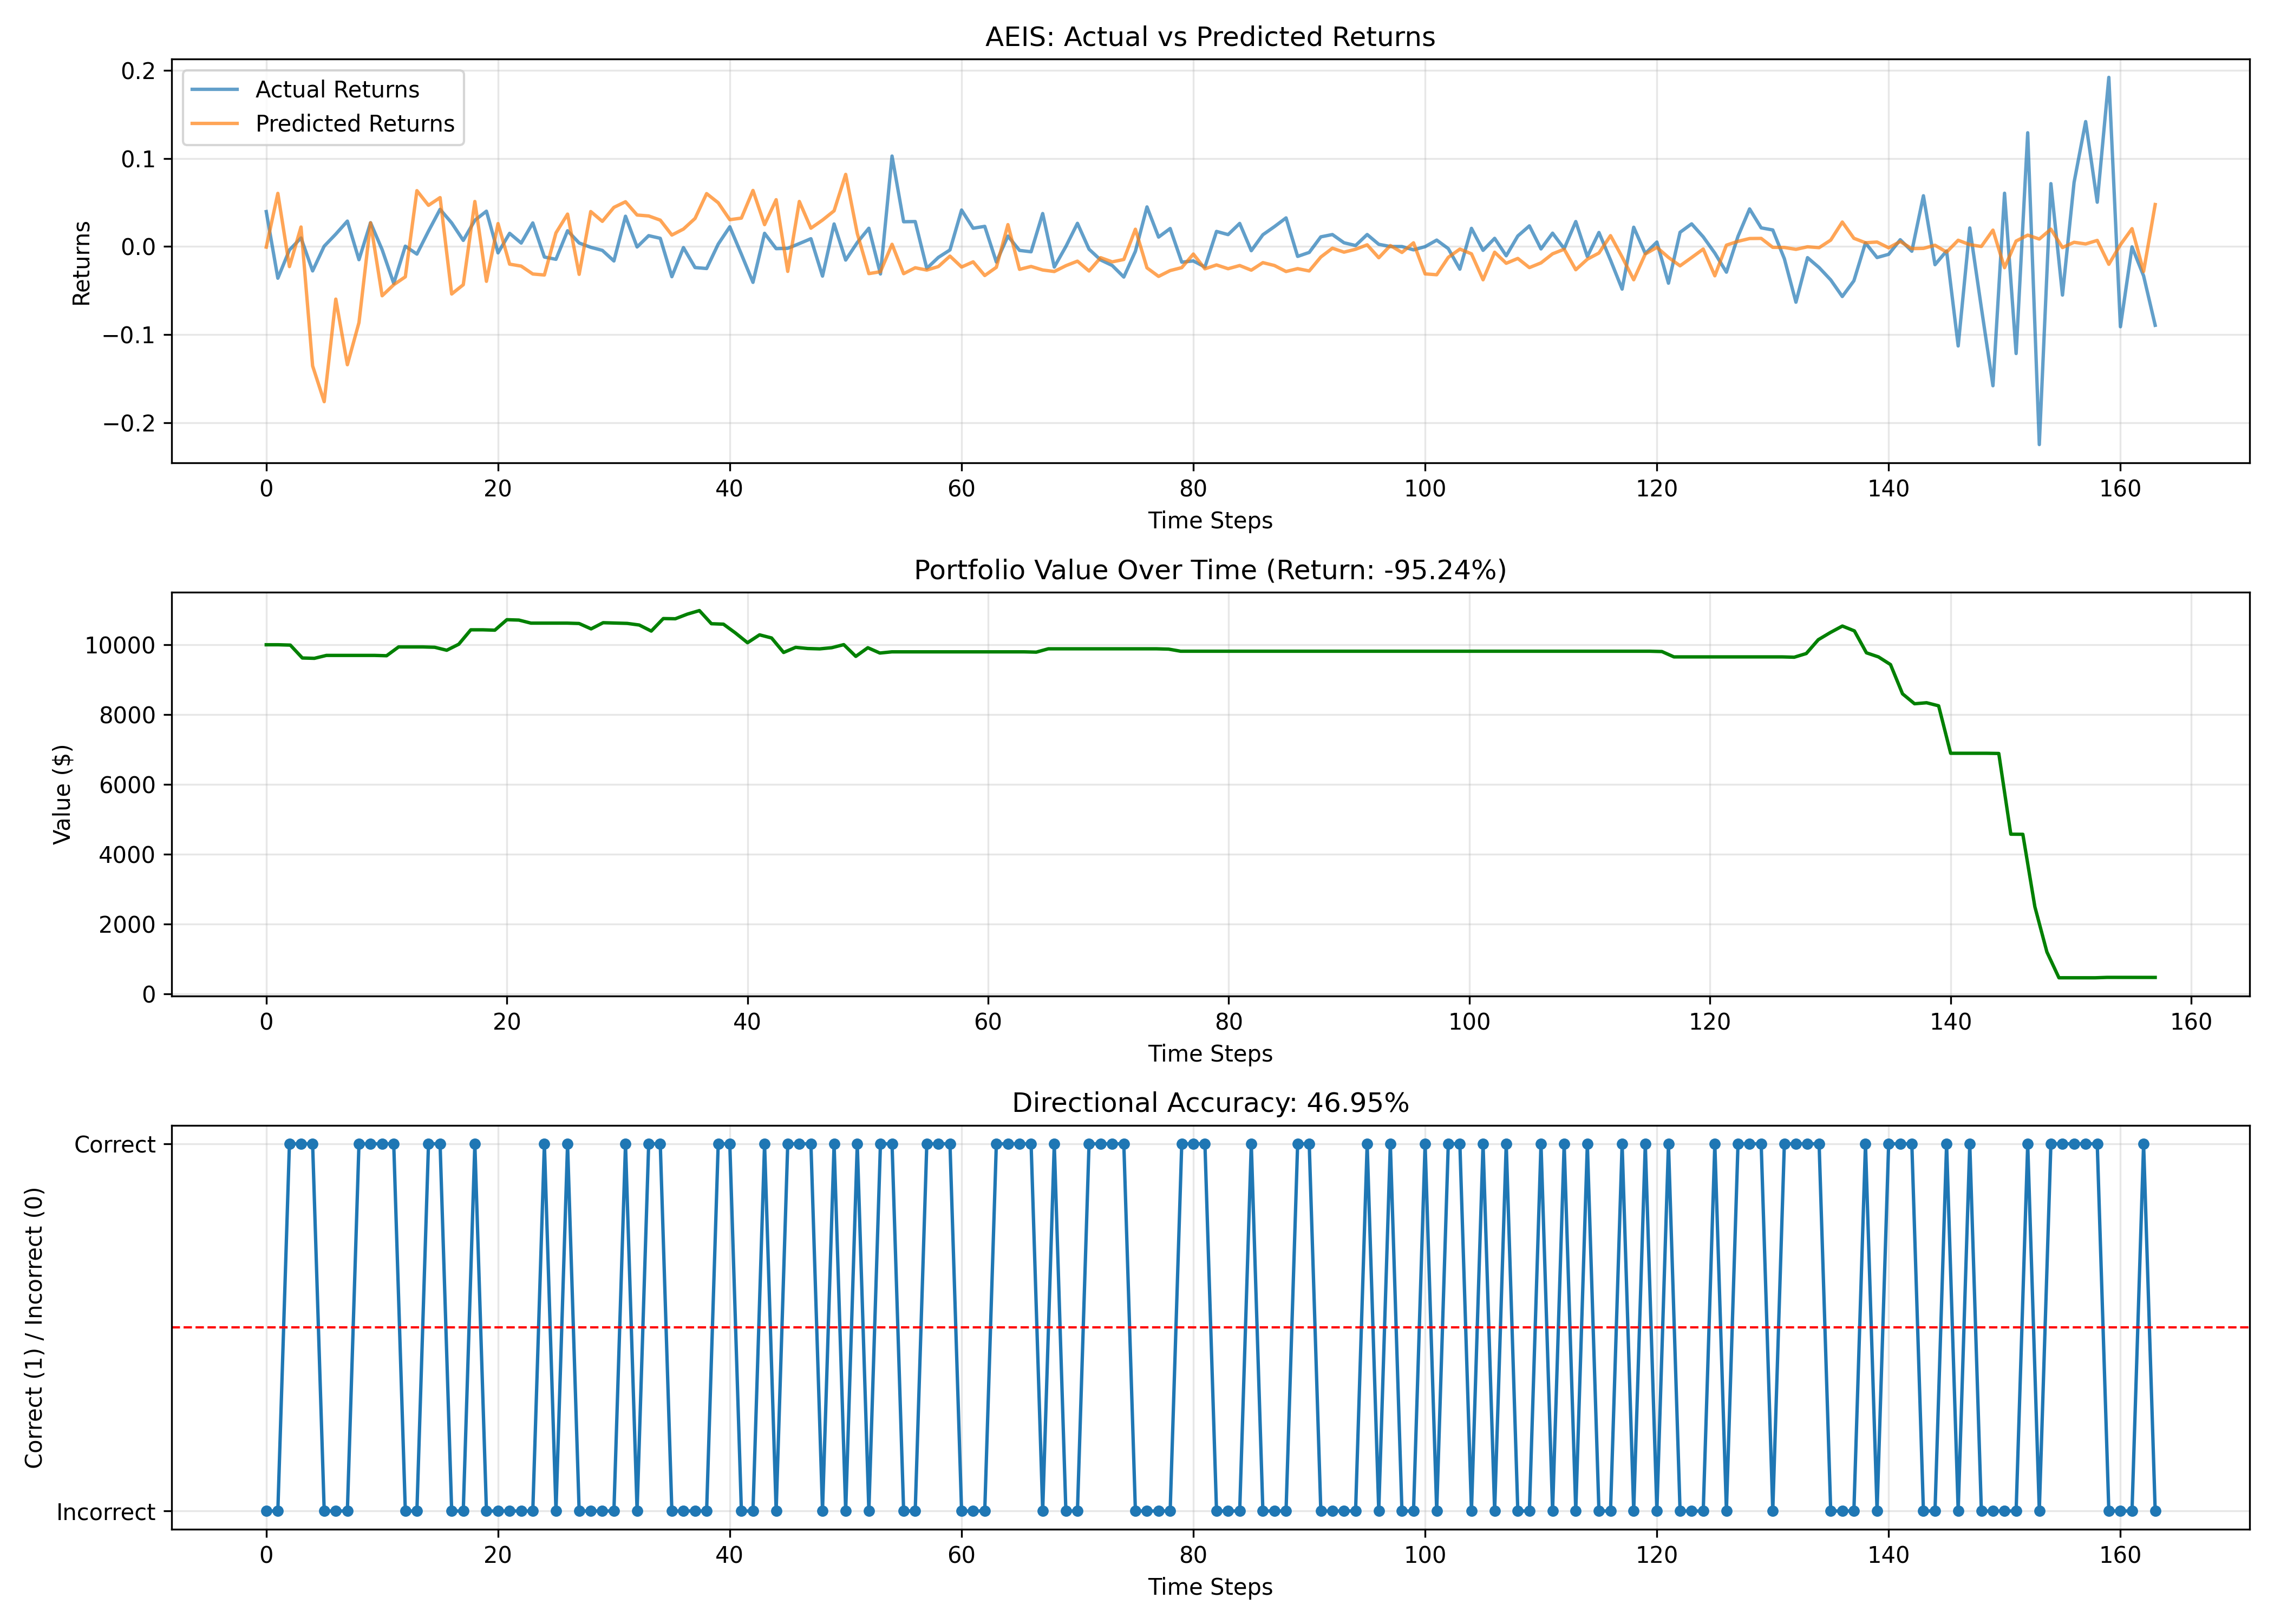 AEIS: Actual vs Predicted Returns
Actual Returns
Predicted Returns
Returns
0.2
0.1
0.0
−0.1
−0.2
0 20 40 60 80 100 120 140 160
Time Steps
Portfolio Value Over Time (Return: -95.24%)
Value ($)
10000
8000
6000
4000
2000
0
0 20 40 60 80 100 120 140 160
Time Steps
Directional Accuracy: 46.95%
Correct (1) / Incorrect (0)
Correct
Incorrect
0 20 40 60 80 100 120 140 160
Time Steps